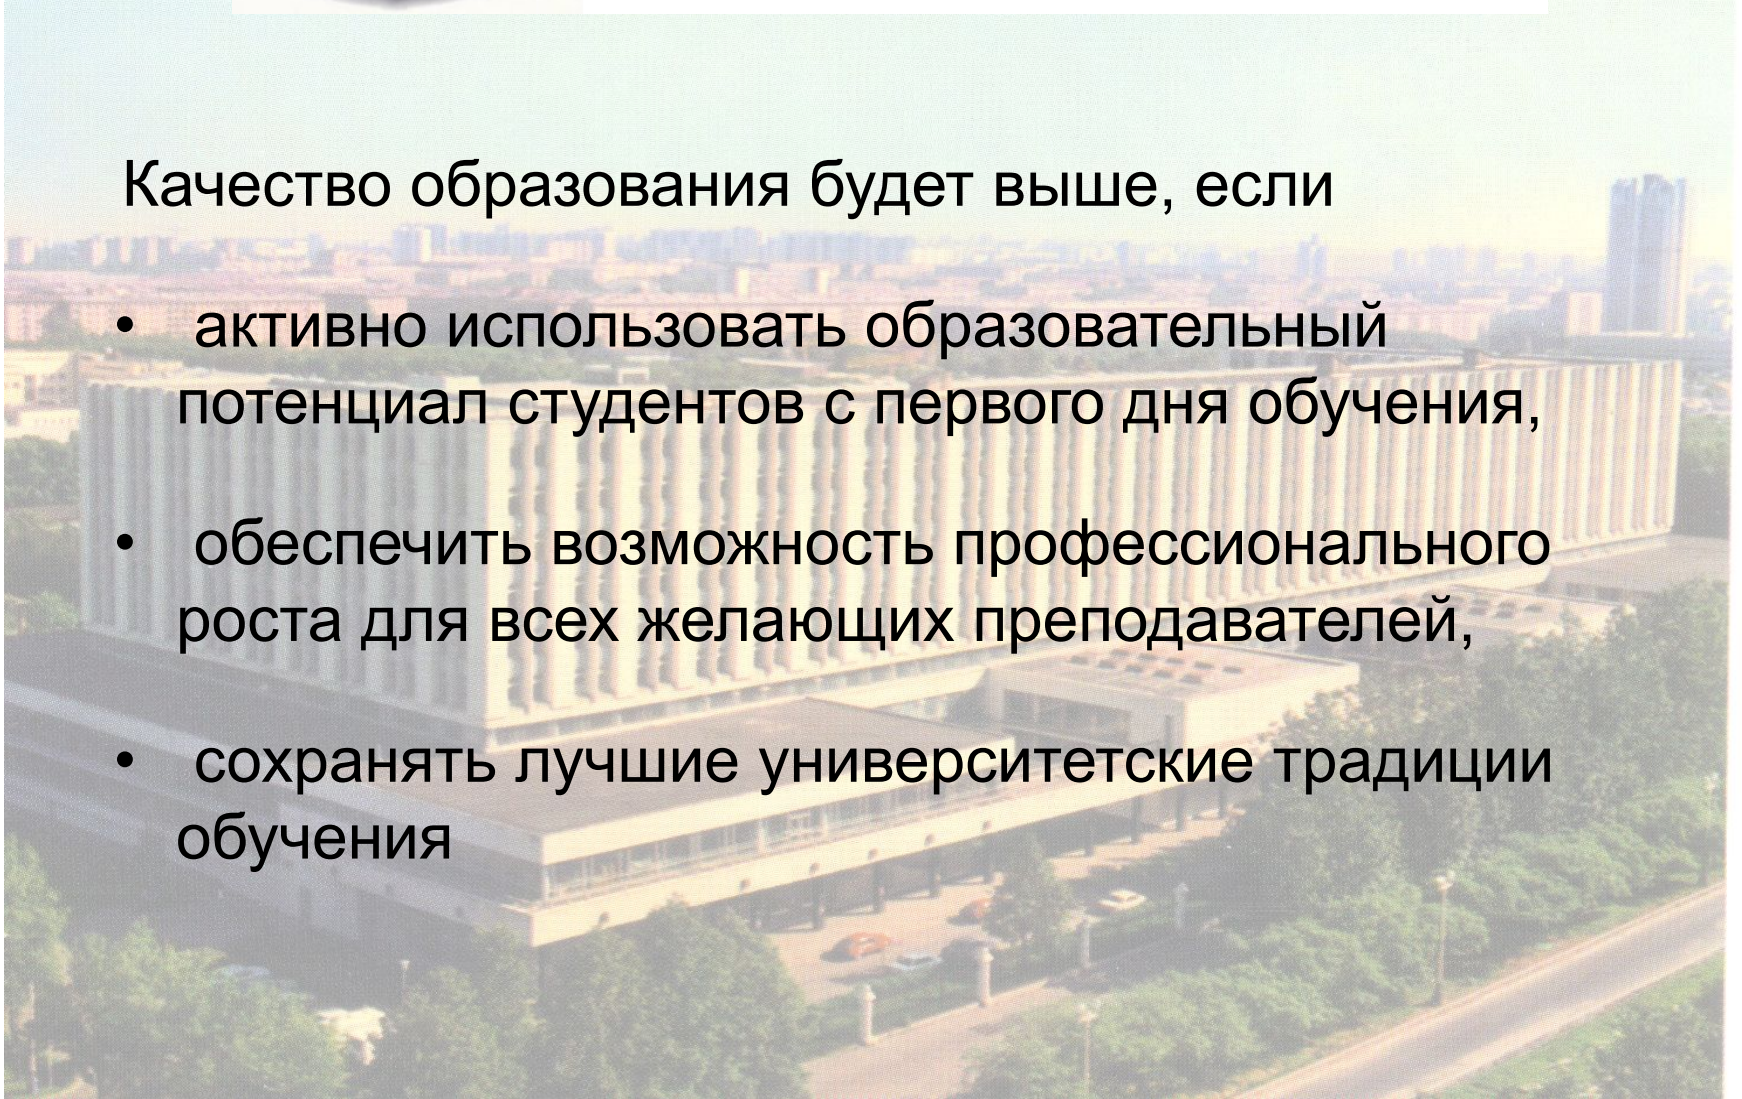 Качество образования будет выше, если
• активно использовать образовательный
потенциал студентов с первого дня обучения,
• обеспечить возможность профессионального
роста для всех желающих преподавателей,
• сохранять лучшие университетские традиции
обучения